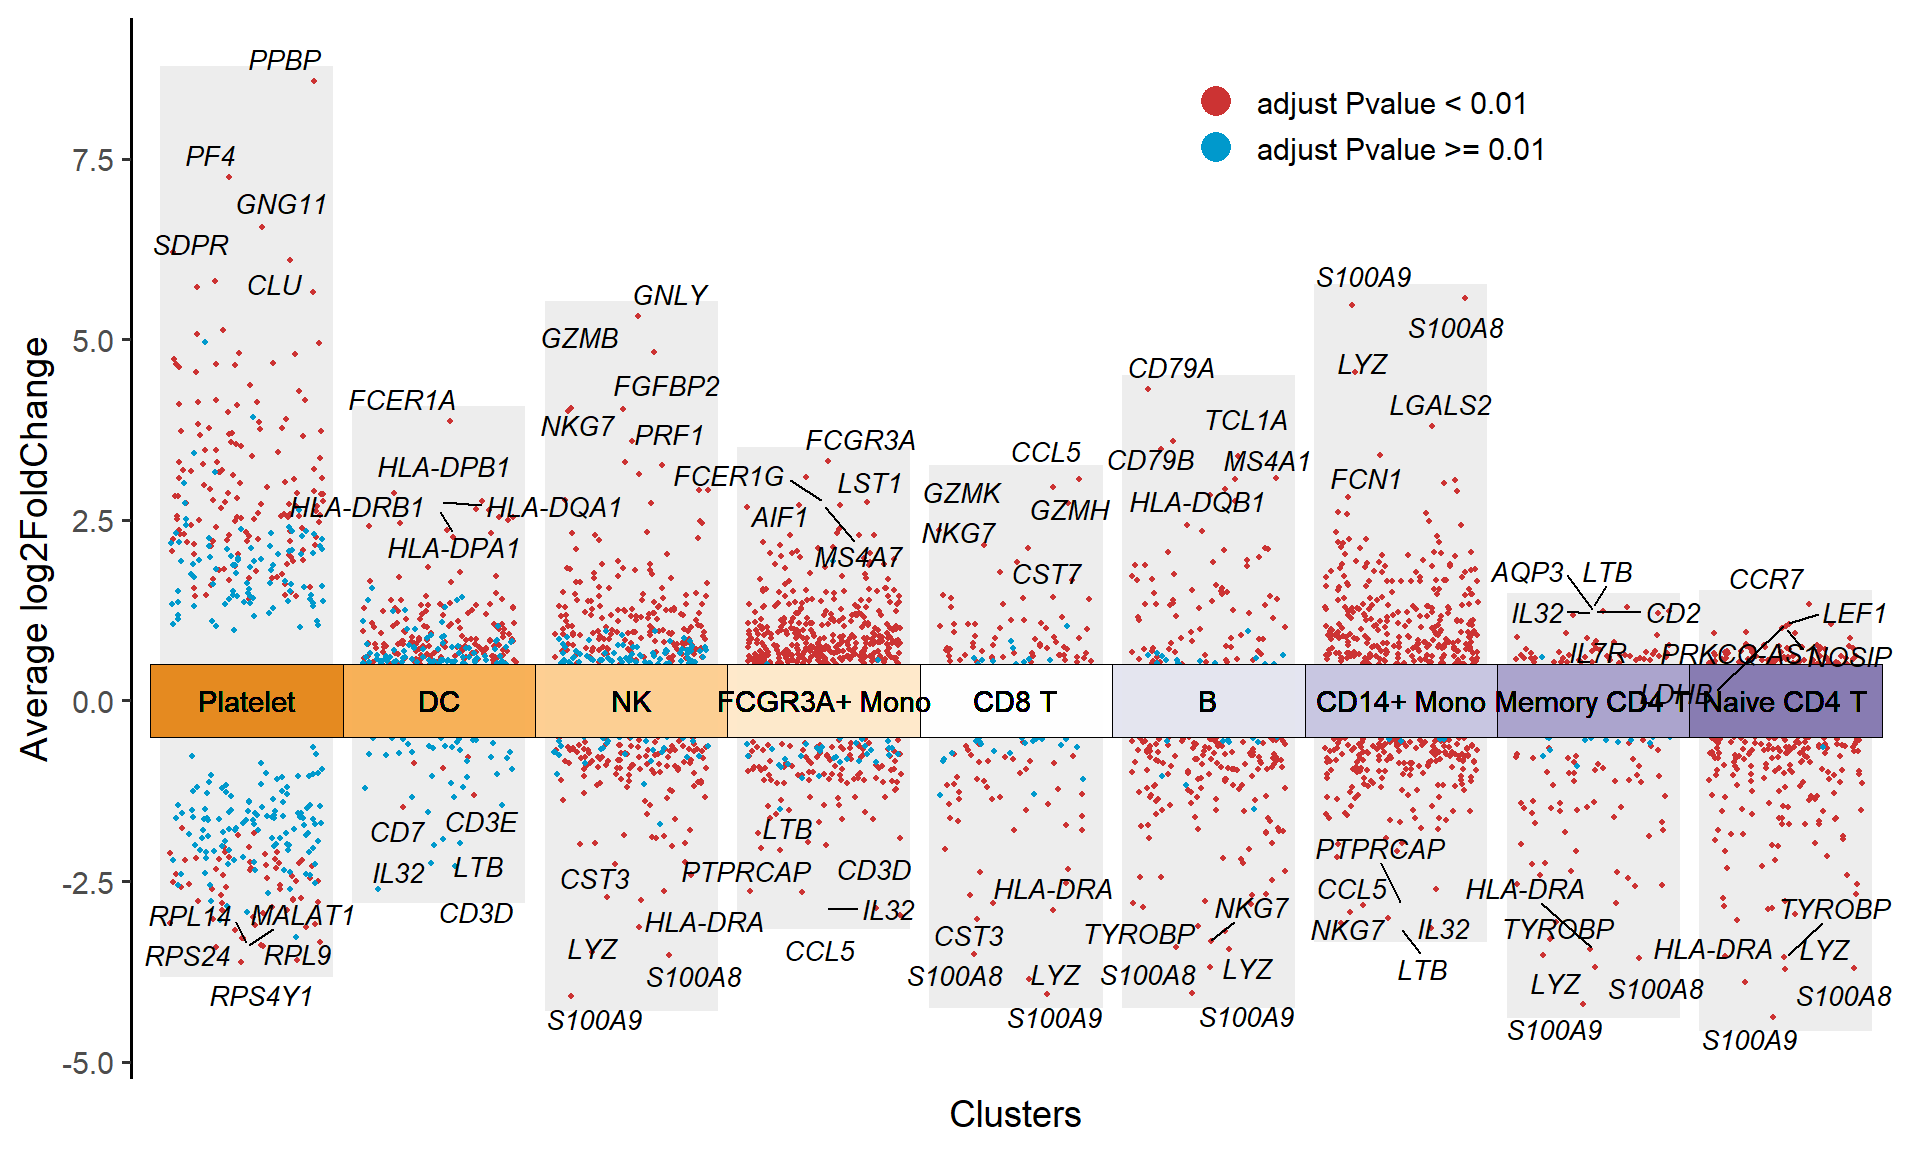 PPBP
adjust Pvalue < 0.01
adjust Pvalue >= 0.01
7.5
PF4
GNG11
SDPR
CLU
S100A9
GNLY
S100A8
5.0
GZMB
LYZ
CD79A
FGFBP2
FCER1A
LGALS2
TCL1A
NKG7
PRF1
FCGR3A
CCL5
CD79B
MS4A1
HLA-DPB1
FCER1G
LST1
FCN1
GZMK
HLA-DRB1
HLA-DQA1
GZMH
HLA-DQB1
2.5
AIF1
NKG7
HLA-DPA1
MS4A7
CST7
AQP3
LTB
CCR7
IL32
CD2
LEF1
IL7R
PRKCQ-AS1
NOSIP
LDHB
0.0
Platelet
DC
NK
FCGR3A+ Mono
CD8 T
B
CD14+ Mono
Memory CD4 T
Naive CD4 T
Average log2FoldChange
CD7
CD3E
LTB
PTPRCAP
IL32
LTB
-2.5
CST3
PTPRCAP
CD3D
HLA-DRA
CCL5
HLA-DRA
RPL14
MALAT1
CD3D
HLA-DRA
IL32
NKG7
TYROBP
NKG7
IL32
TYROBP
TYROBP
RPS24
RPL9
LYZ
CCL5
CST3
HLA-DRA
LYZ
S100A8
S100A8
LYZ
S100A8
LYZ
LTB
LYZ
S100A8
S100A8
RPS4Y1
S100A9
S100A9
S100A9
S100A9
S100A9
-5.0
Clusters